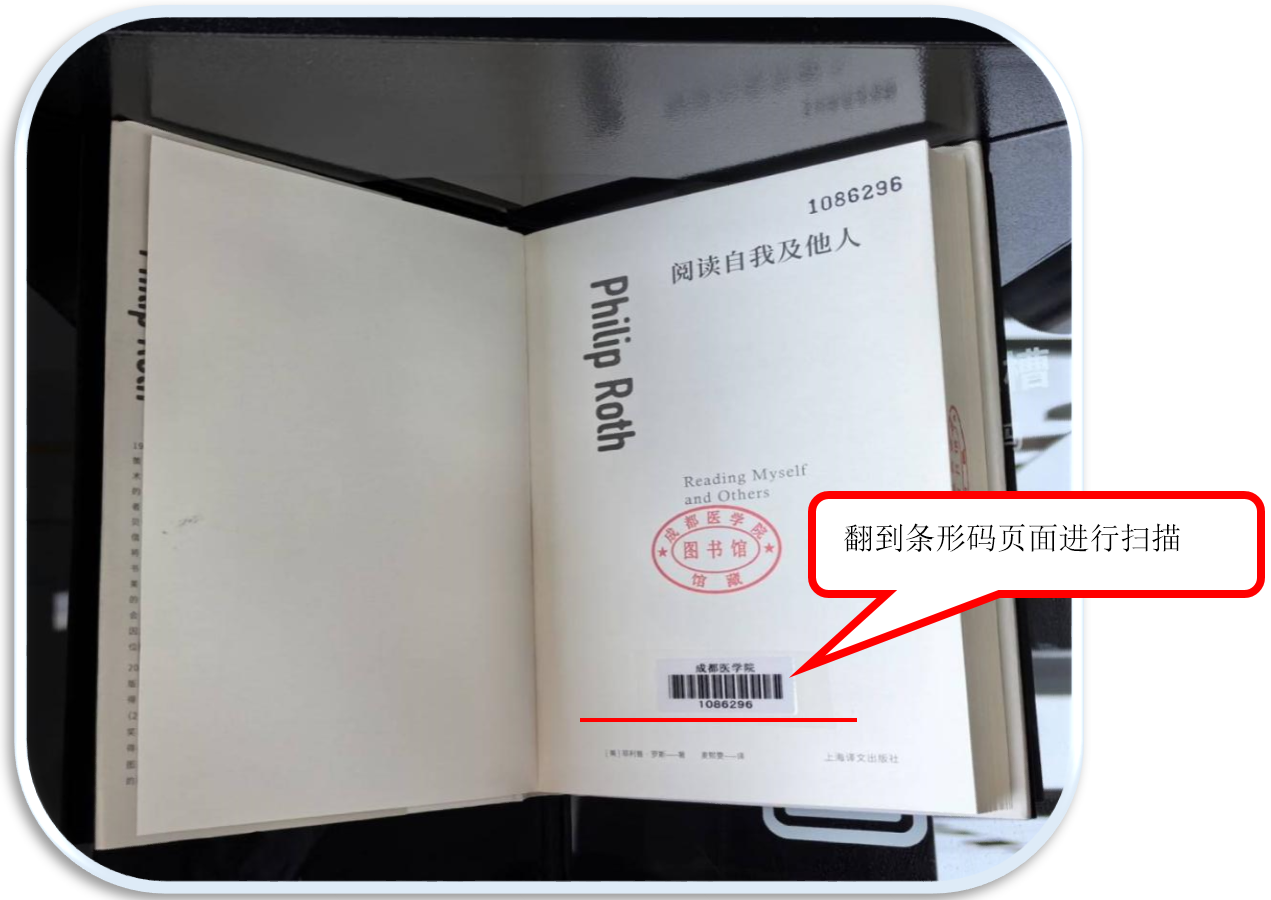 1086296
阅读自我及他人
Philip Roth
Reading Myself
and Others
成都医学院
图书馆
馆藏
翻到条形码页面进行扫描
成都医学院
1086296
上海译文出版社
槽